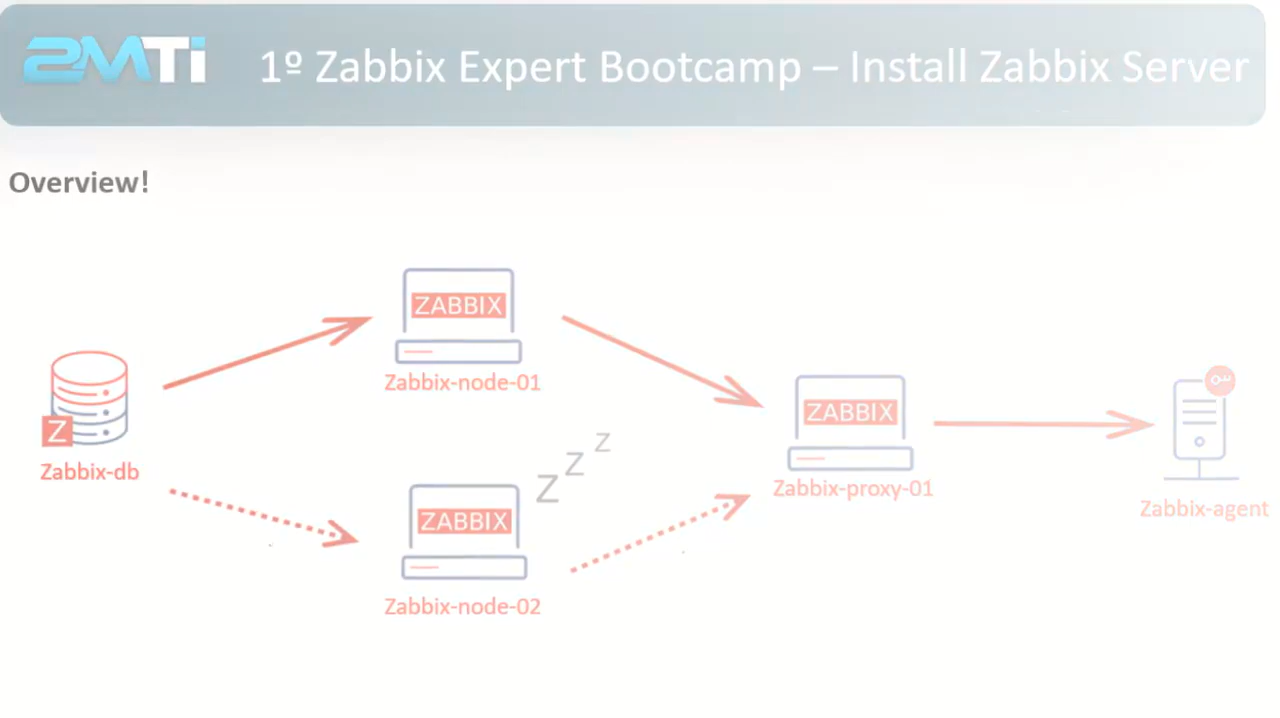 2MTi
1º Zabbix Expert Bootcamp – Install Zabbix Server
Overview!
ZABBIX
Zabbix-node-01
Z
Zabbix-db
ZABBIX
Zabbix-proxy-01
Zabbix-agent
Z Z Z
ZABBIX
Zabbix-node-02